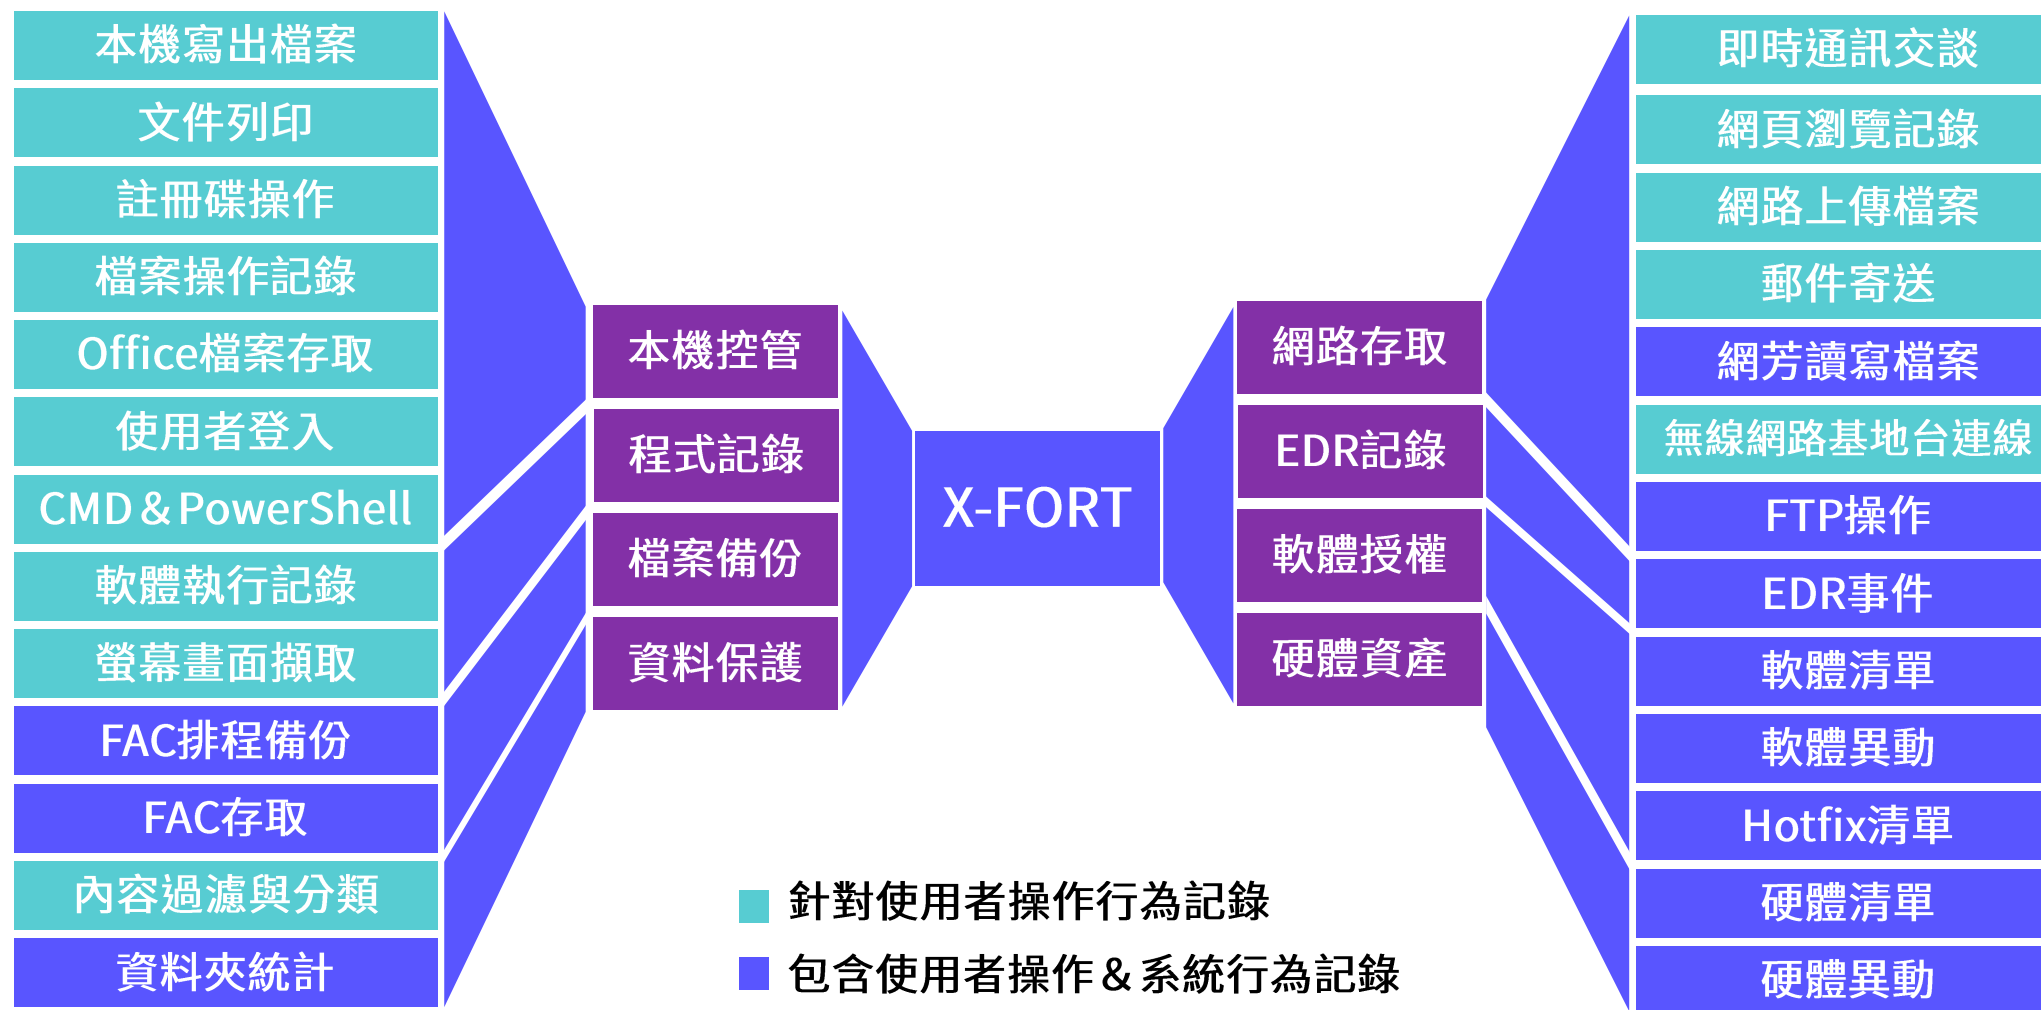 本機寫出檔案
文件列印
註冊碟操作
檔案操作記錄
Office檔案存取
使用者登入
CMD＆PowerShell
軟體執行記錄
螢幕畫面擷取
FAC排程備份
FAC存取
內容過濾與分類
資料夾統計
本機控管
程式記錄
檔案備份
資料保護
X-FORT
網路存取
EDR記錄
軟體授權
硬體資產
即時通訊交談
網頁瀏覽記錄
網路上傳檔案
郵件寄送
網芳讀寫檔案
無線網路基地台連線
FTP操作
EDR事件
軟體清單
軟體異動
Hotfix清單
硬體清單
硬體異動
針對使用者操作行為記錄
包含使用者操作＆系統行為記錄